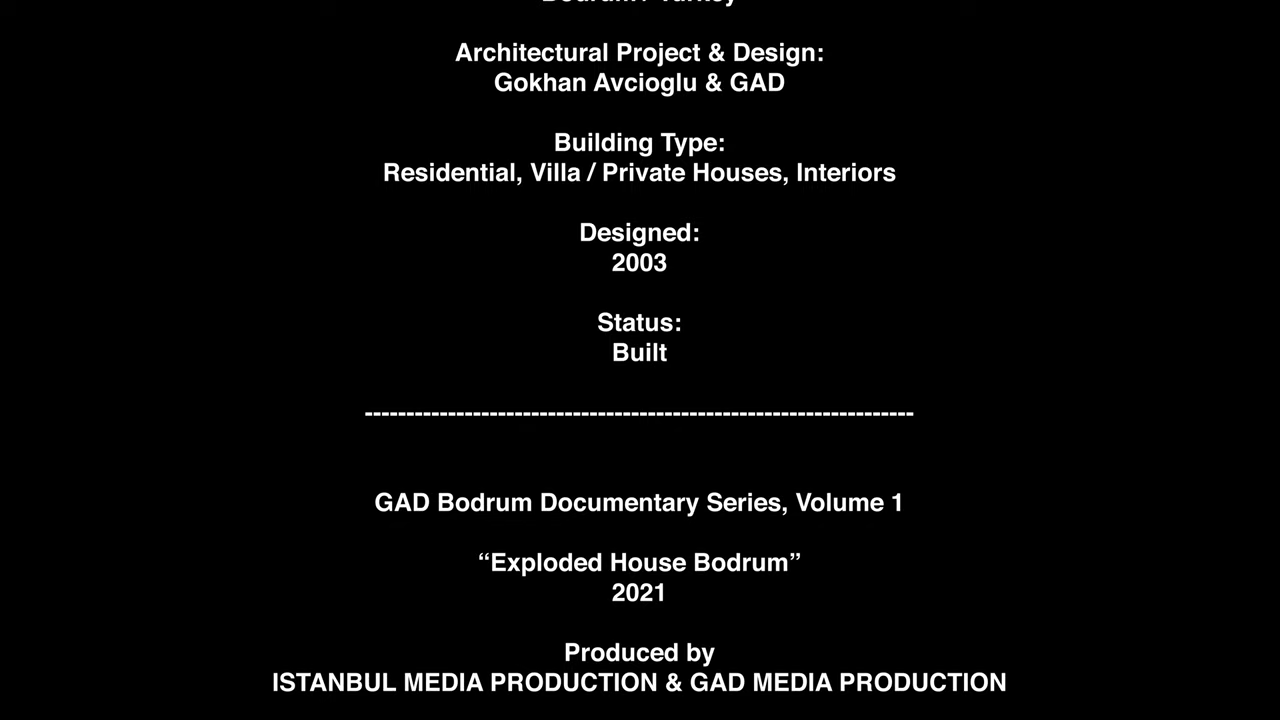 Architectural Project & Design:
Gokhan Avcioglu & GAD
Building Type:
Residential, Villa / Private Houses, Interiors
Designed:
2003
Status:
Built
------------------------------------------------------------------
GAD Bodrum Documentary Series, Volume 1
“Exploded House Bodrum”
2021
Produced by
ISTANBUL MEDIA PRODUCTION & GAD MEDIA PRODUCTION